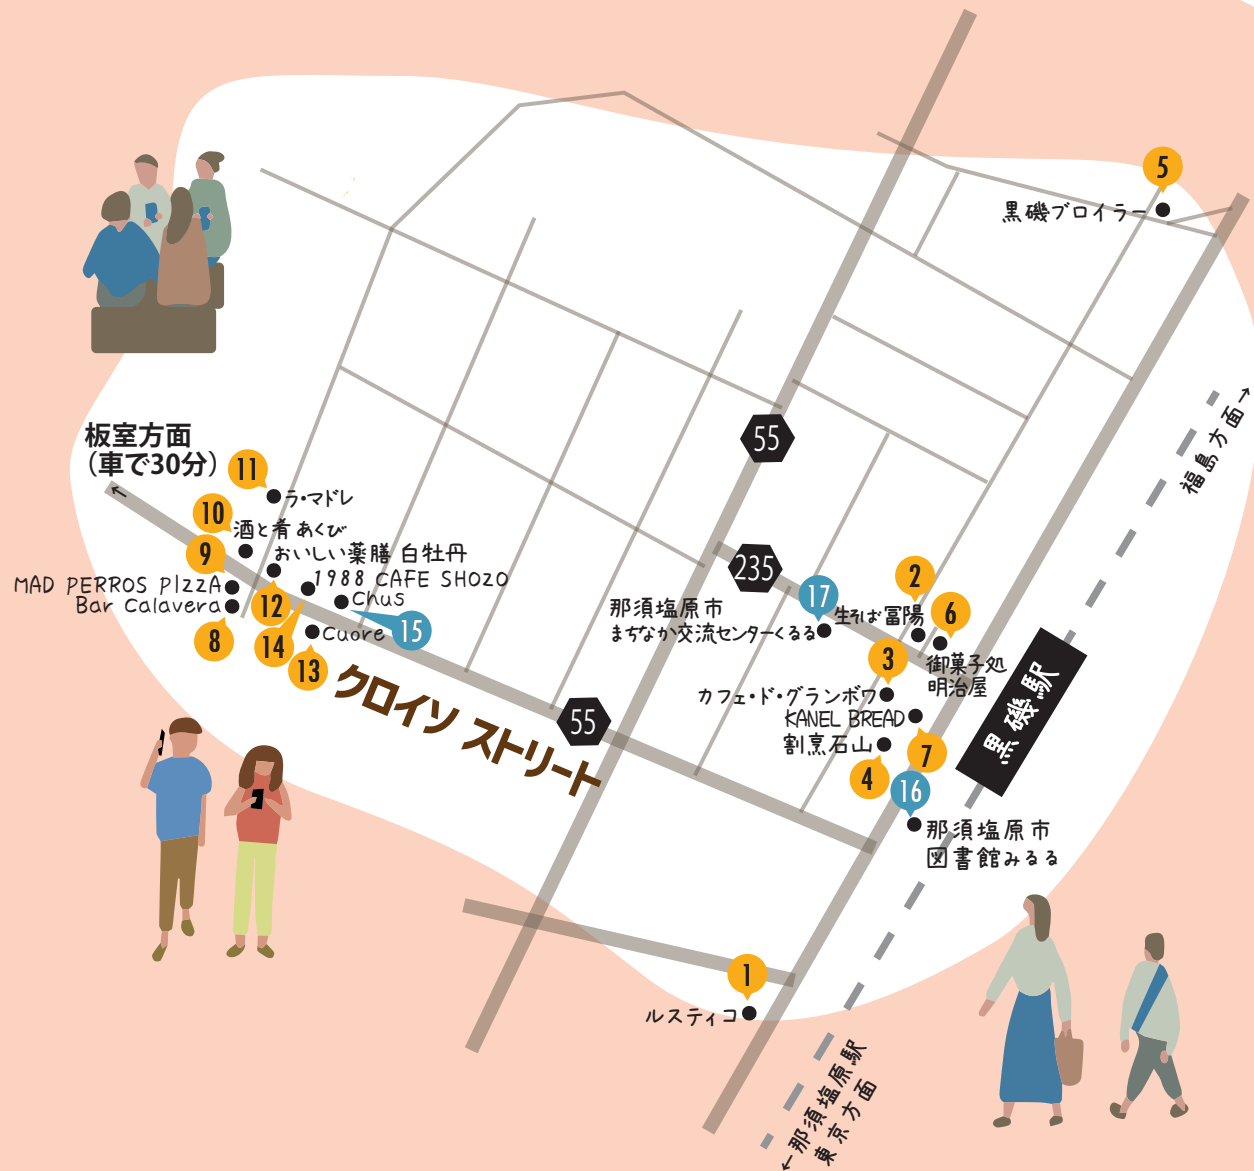 5
黒磯ブロイラー
福島方面→
55
板室方面
（車で30分）
←
11
ラ・マドレ
10
酒と肴 あくび
9
おいしい薬膳 白牡丹
MAD PERROS PIZZA
1988 CAFE SHOZO
Bar Calavera
Chus
12
15
8
14
Cuore
13
クロイソ ストリート
55
235
17
2
那須塩原市
まちなか交流センターくるる
生そば 冨陽
6
3
御菓子処
明治屋
カフェ・ド・グランボワ
KANEL BREAD
割烹石山
7
4
黒磯駅
16
那須塩原市
図書館みるる
1
ルスティコ
←那須塩原駅
東京方面